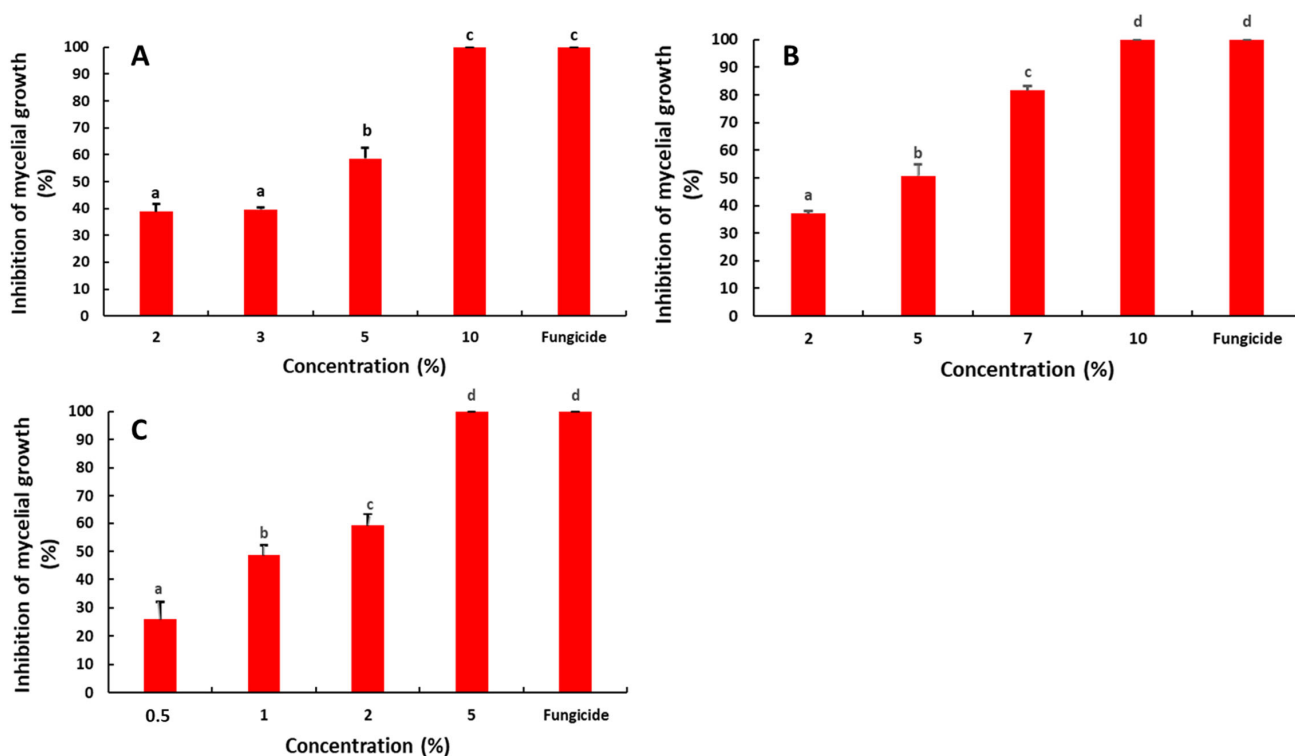 A
Inhibition of mycelial growth
(%)
100
90
80
70
60
50
40
30
20
10
0
a
a
b
c
c
2 3 5 10 Fungicide
Concentration (%)
B
Inhibition of mycelial growth
(%)
100
90
80
70
60
50
40
30
20
10
0
a
b
c
d
d
2 5 7 10 Fungicide
Concentration (%)
C
Inhibition of mycelial growth
(%)
100
90
80
70
60
50
40
30
20
10
0
a
b
c
d
d
0.5 1 2 5 Fungicide
Concentration (%)